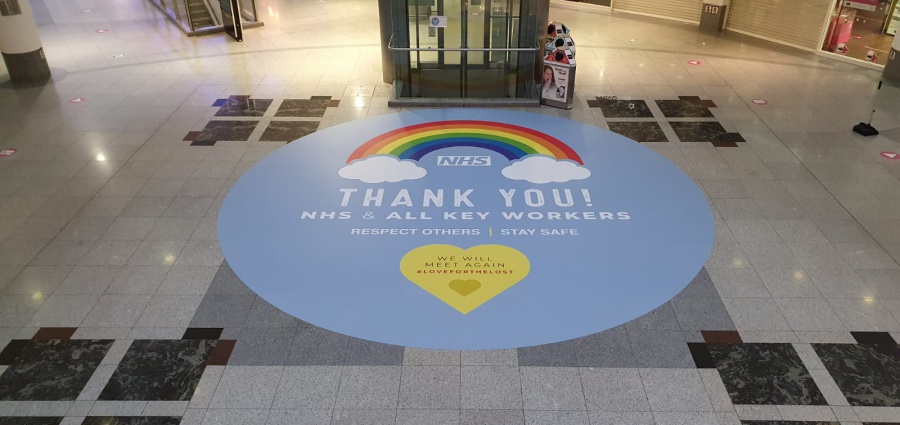 NHS
THANK YOU!
NHS & ALL KEY WORKERS
RESPECT OTHERS | STAY SAFE
WE WILL
MEET AGAIN
#LOVEFORTHELOST